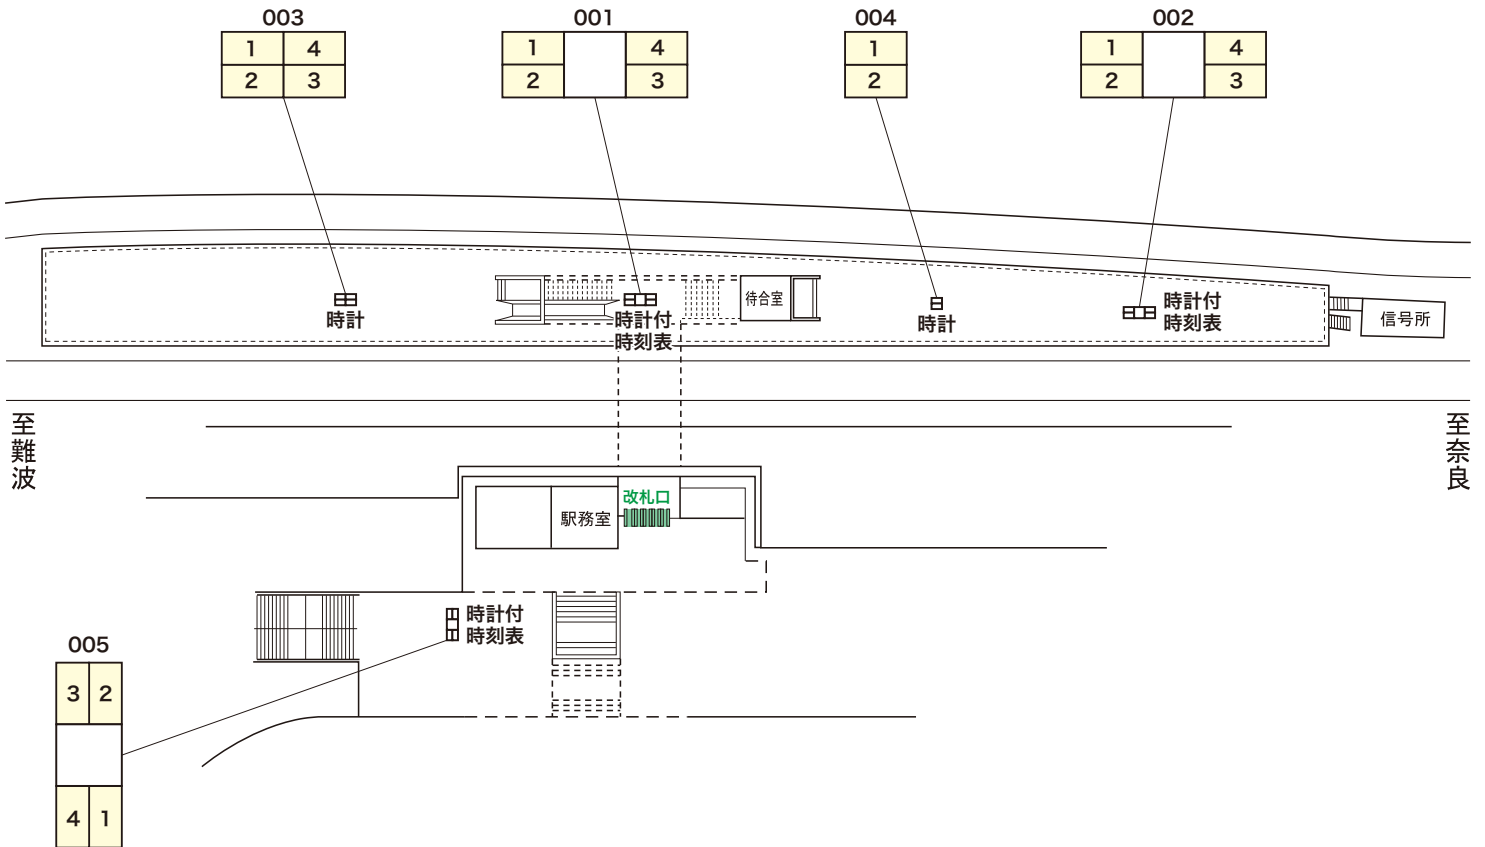 003
1 4
2 3
001
1 4
2 3
004
1
2
002
1 4
2 3
時計
時計付
時刻表
待合室
時計
時計付
時刻表
信号所
至難波
至奈良
改札口
駅務室
時計付
時刻表
005
3 2
4 1